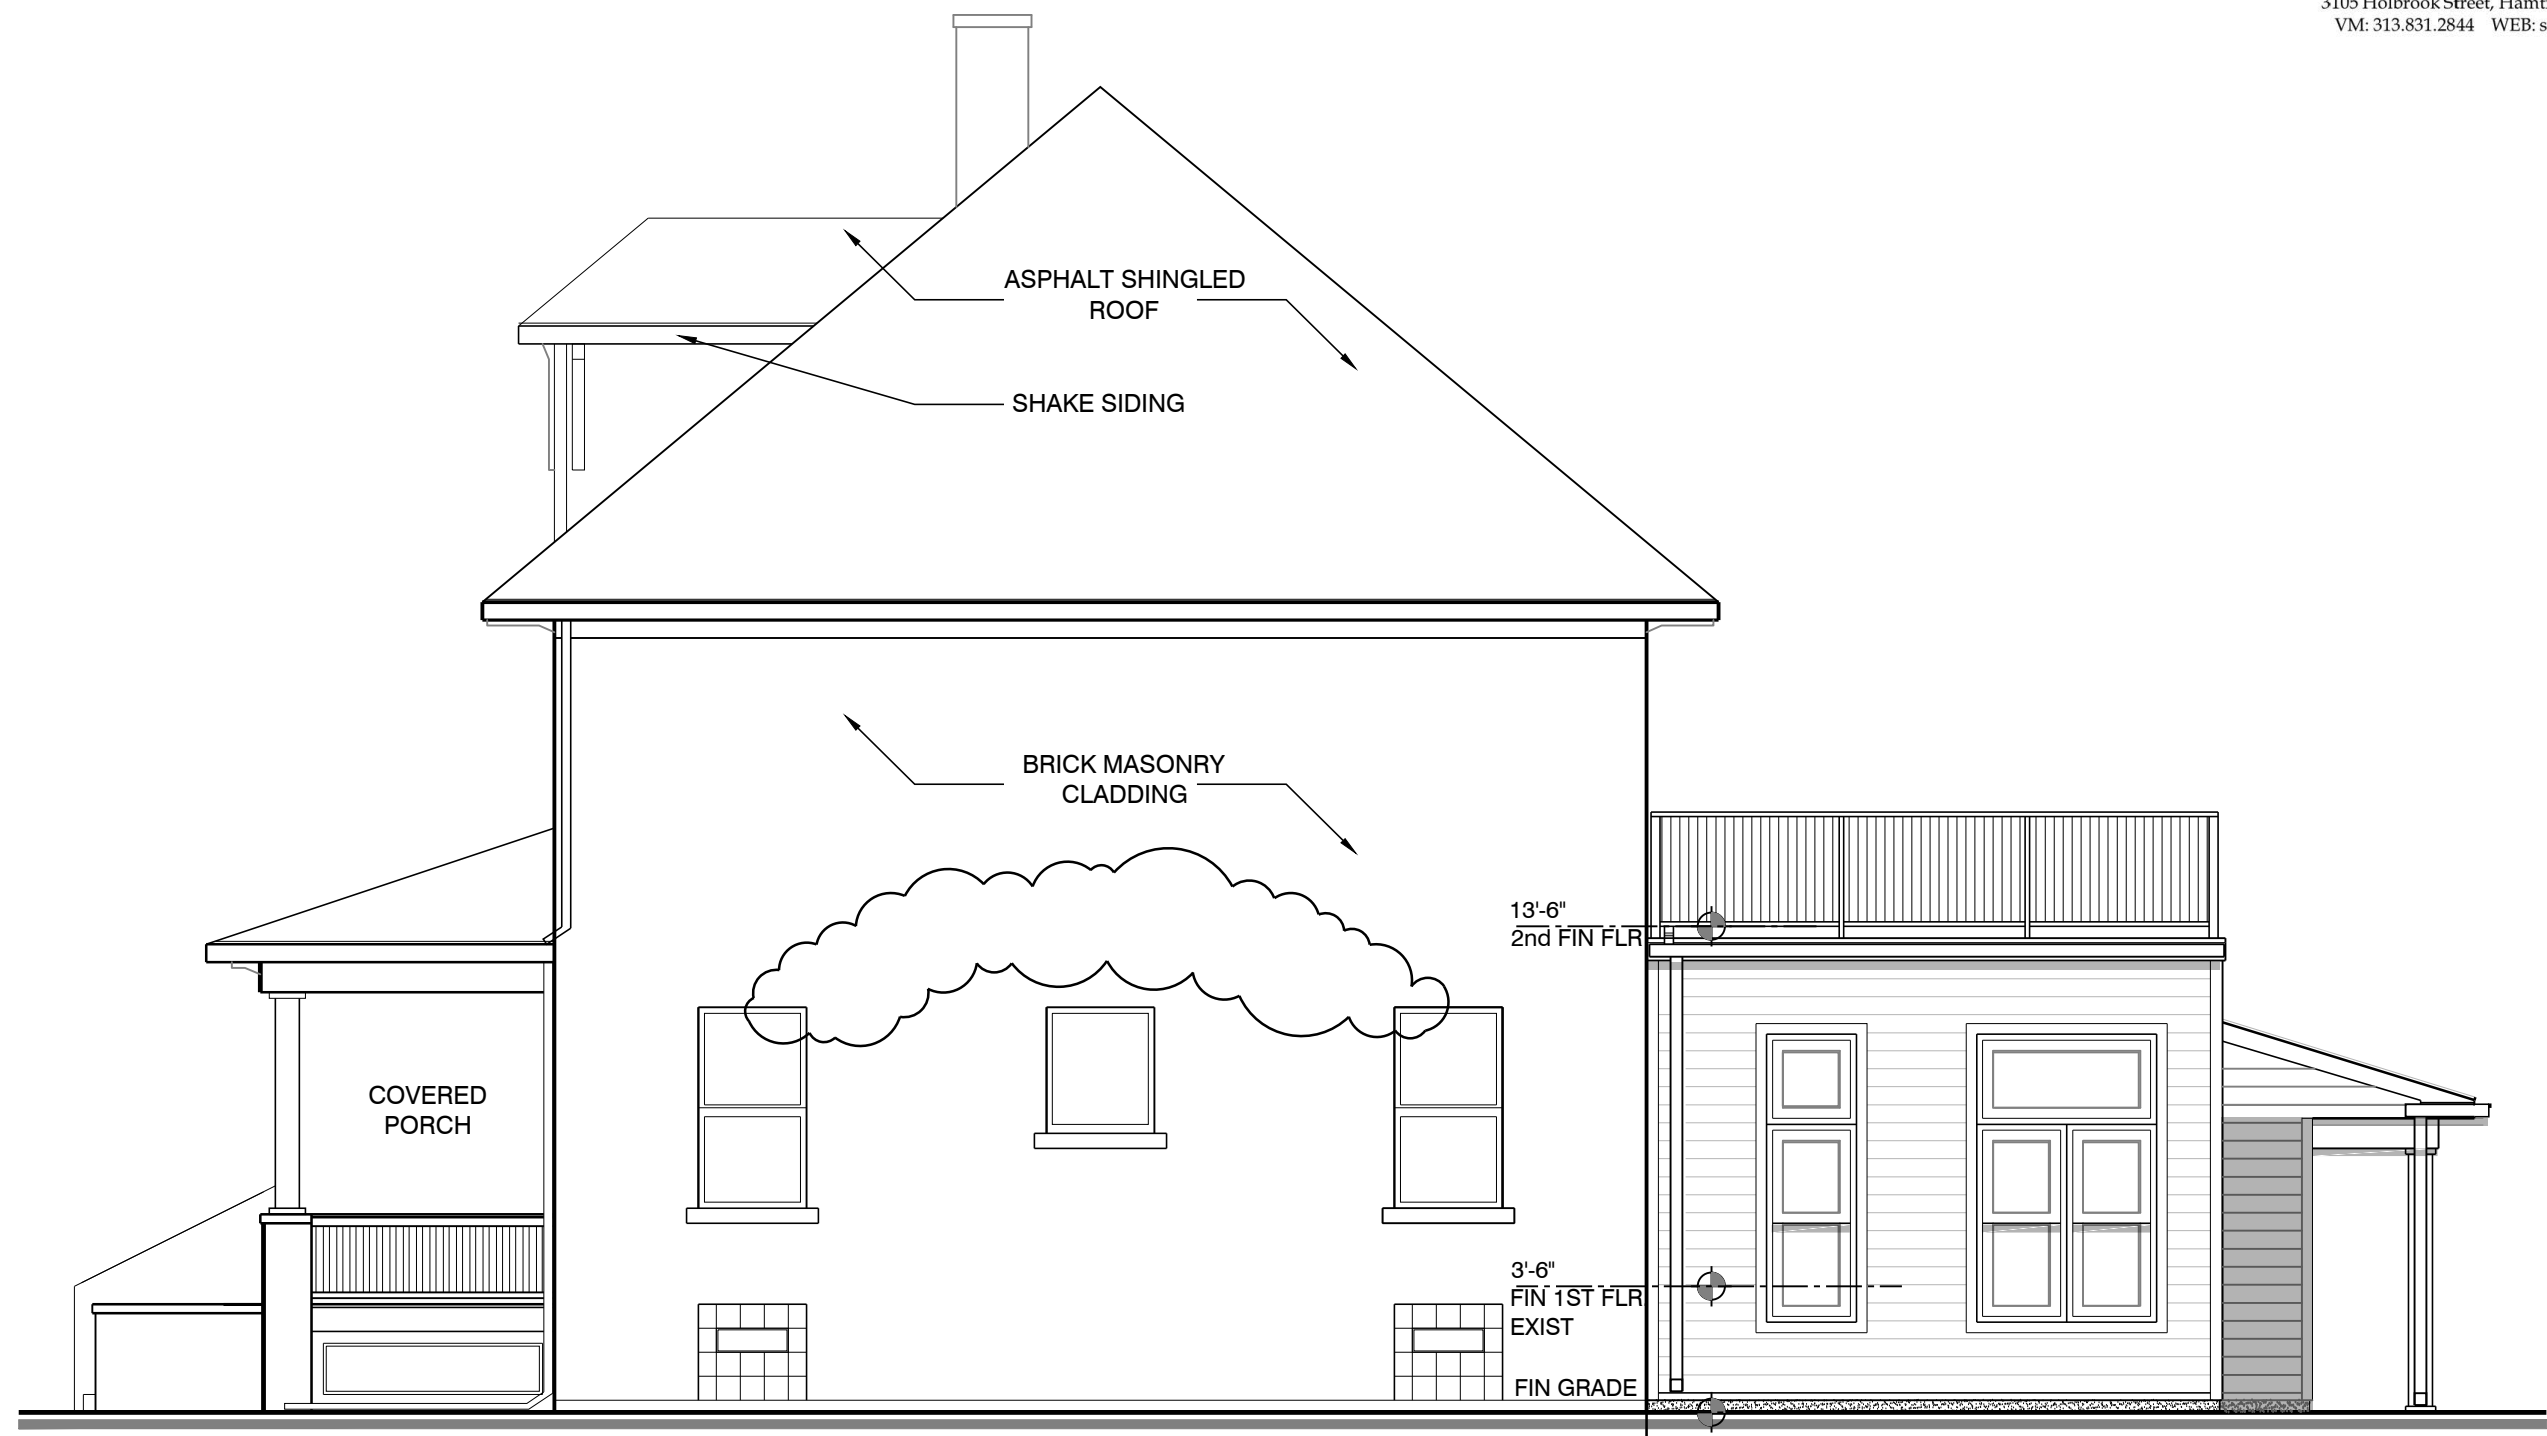 3105 Holbrook Street,
VM: 313.831.2844 WEB:
ASPHALT SHINGLED
ROOF
SHAKE SIDING
BRICK MASONRY
CLADDING
13'-6"
2nd FIN FLR
COVERED
PORCH
3'-6"
FIN 1ST FLR
EXIST
FIN GRADE